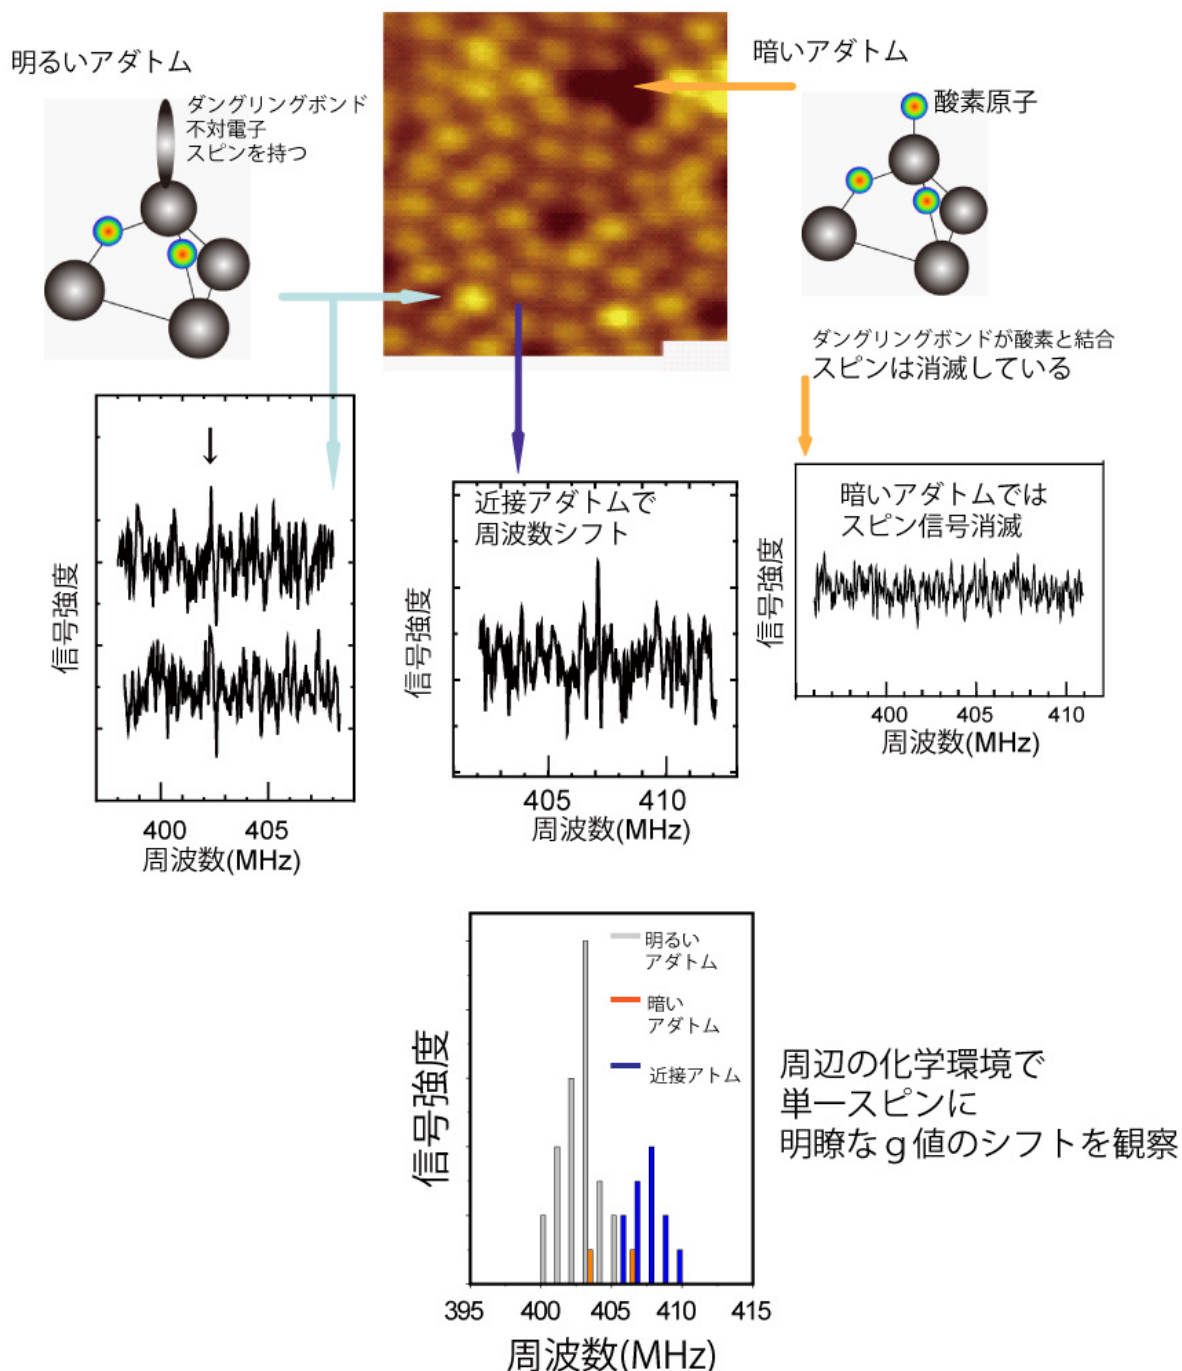 明るいアダトム
ダングリングボンド
不対電子
スピンを持つ
暗いアダトム
酸素原子
ダングリングボンドが酸素と結合
スピンは消滅している
↓
信号強度
400
405
周波数(MHz)
近接アダトムで
周波数シフト
信号強度
405
410
周波数(MHz)
暗いアダトムでは
スピン信号消滅
信号強度
400
405
410
周波数(MHz)
明るい
アダトム
暗い
アダトム
近接アトム
信号強度
395
400
405
410
415
周波数(MHz)
周辺の化学環境で
単一スピンに
明瞭なg値のシフトを観察